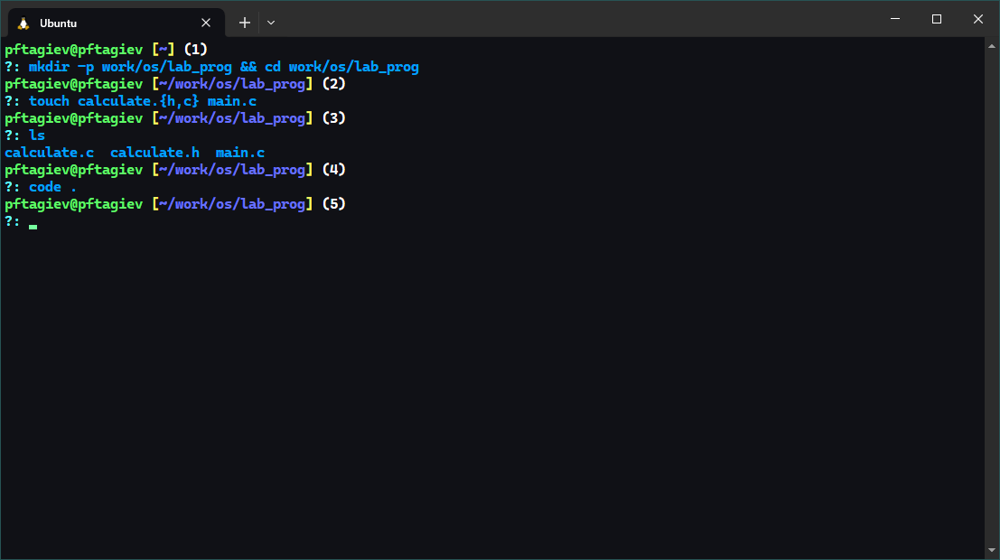 Ubuntu
pftagiev@pftagiev [~] (1)
?: mkdir -p work/os/lab_prog && cd work/os/lab_prog
pftagiev@pftagiev [~/work/os/lab_prog] (2)
?: touch calculate.{h,c} main.c
pftagiev@pftagiev [~/work/os/lab_prog] (3)
?: ls
calculate.c  calculate.h  main.c
pftagiev@pftagiev [~/work/os/lab_prog] (4)
?: code .
pftagiev@pftagiev [~/work/os/lab_prog] (5)
?: